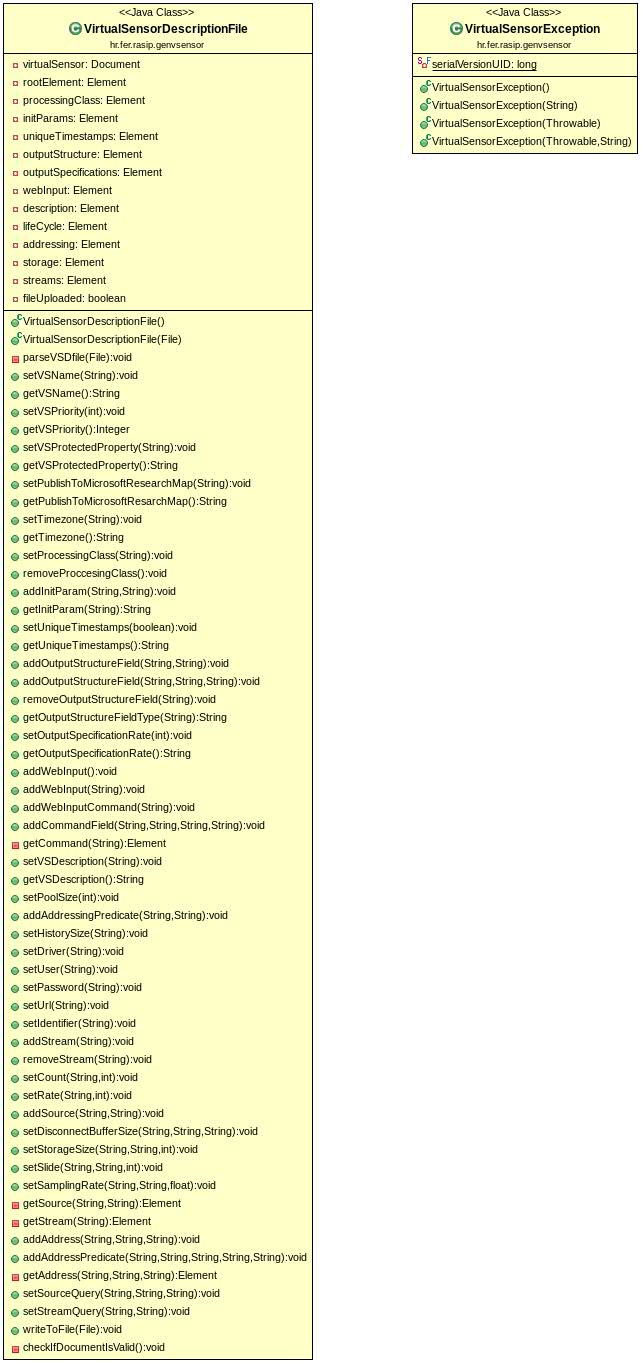 <<Java Class>>
VirtualSensorDescriptionFile
hr.fer.rasip.genvsensor
virtualSensor: Document
rootElement: Element
processingClass: Element
initParams: Element
uniqueTimestamps: Element
outputStructure: Element
outputSpecifications: Element
webInput: Element
description: Element
lifeCycle: Element
addressing: Element
storage: Element
streams: Element
fileUploaded: boolean
VirtualSensorDescriptionFile()
VirtualSensorDescriptionFile(File)
parseVSDfile(File):void
setVSName(String):void
getVSName():String
setVSPriority(int):void
getVSPriority():Integer
setVSProtectedProperty(String):void
getVSProtectedProperty():String
setPublishToMicrosoftResearchMap(String):void
getPublishToMicrosoftResarchMap():String
setTimezone(String):void
getTimezone():String
setProcessingClass(String):void
removeProccesingClass():void
addInitParam(String,String):void
getInitParam(String):String
setUniqueTimestamps(boolean):void
getUniqueTimestamps():String
addOutputStructureField(String,String):void
addOutputStructureField(String,String,String):void
removeOutputStructureField(String):void
getOutputStructureFieldType(String):String
setOutputSpecificationRate(int):void
getOutputSpecificationRate():String
addWebInput():void
addWebInput(String):void
addWebInputCommand(String):void
addCommandField(String,String,String,String):void
getCommand(String):Element
setVSDescription(String):void
getVSDescription():String
setPoolSize(int):void
addAddressingPredicate(String,String):void
setHistorySize(String):void
setDriver(String):void
setUser(String):void
setPassword(String):void
setUrl(String):void
setIdentifier(String):void
addStream(String):void
removeStream(String):void
setCount(String,int):void
setRate(String,int):void
addSource(String,String):void
setDisconnectBufferSize(String,String,String):void
setStorageSize(String,String,int):void
setSlide(String,String,int):void
setSamplingRate(String,String,float):void
getSource(String,String):Element
getStream(String):Element
addAddress(String,String,String):void
addAddressPredicate(String,String,String,String,String):void
getAddress(String,String,String):Element
setSourceQuery(String,String,String):void
setStreamQuery(String,String):void
writeToFile(File):void
checkIfDocumentIsValid():void
<<Java Class>>
VirtualSensorException
hr.fer.rasip.genvsensor
serialVersionUID: long
VirtualSensorException()
VirtualSensorException(String)
VirtualSensorException(Throwable)
VirtualSensorException(Throwable,String)